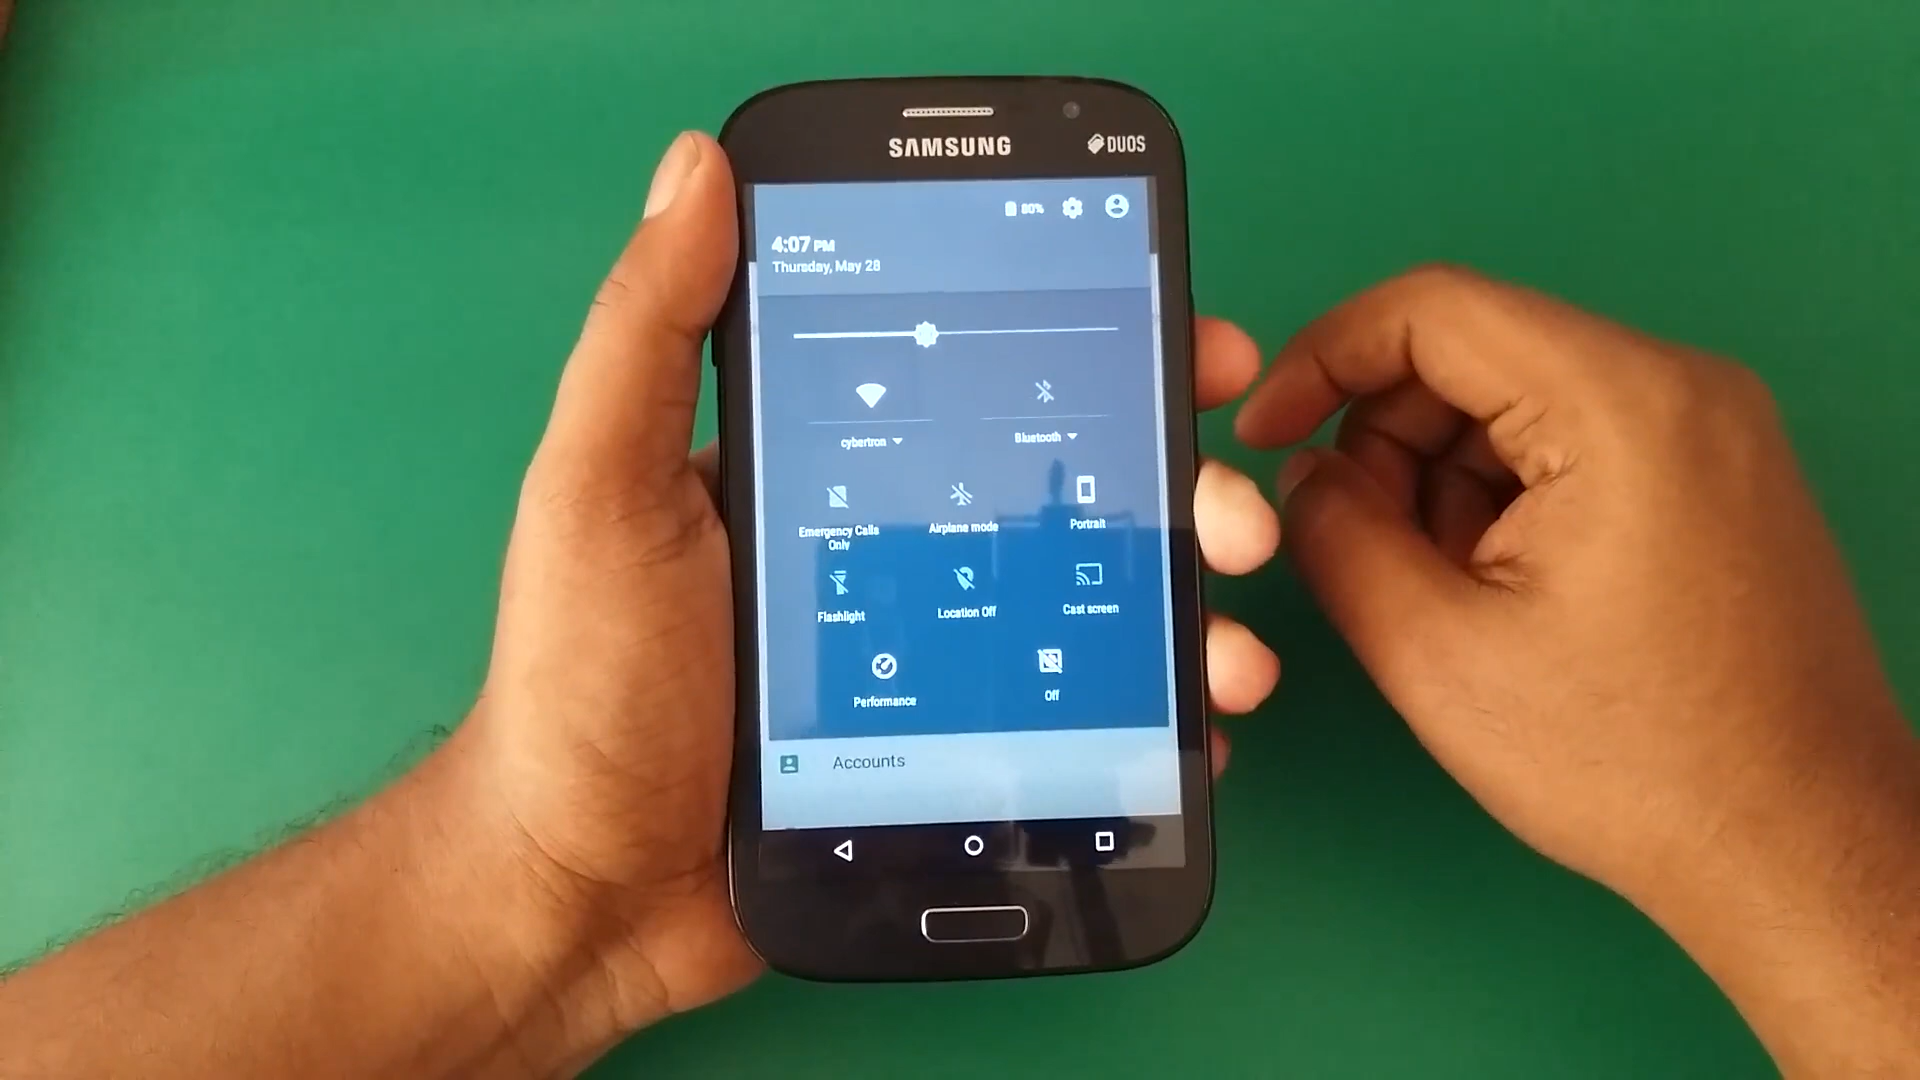 SAMSUNG
DUOS
80%
4:07 PM
Thursday, May 28
cybertron
Bluetooth
Emergency Calls
Only
Airplane mode
Portrait
Flashlight
Location Off
Cast screen
Performance
Off
Accounts